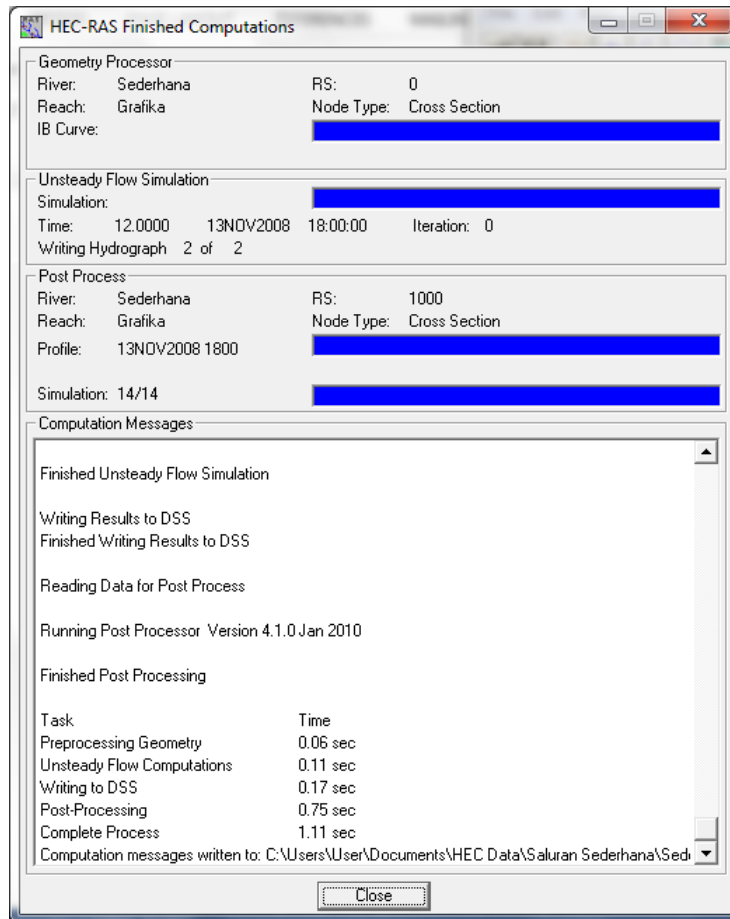 HEC-RAS Finished Computations
Geometry Processor
River: Sederhana RS: 0
Reach: Grafika Node Type: Cross Section
IB Curve:
Unsteady Flow Simulation
Simulation:
Time: 12.0000 13NOV2008 18:00:00 Iteration: 0
Writing Hydrograph 2 of 2
Post Process
River: Sederhana RS: 1000
Reach: Grafika Node Type: Cross Section
Profile: 13NOV2008 1800
Simulation: 14/14
Computation Messages
Finished Unsteady Flow Simulation
Writing Results to DSS
Finished Writing Results to DSS
Reading Data for Post Process
Running Post Processor Version 4.1.0 Jan 2010
Finished Post Processing
Task Time
Preprocessing Geometry 0.06 sec
Unsteady Flow Computations 0.11 sec
Writing to DSS 0.17 sec
Post-Processing 0.75 sec
Complete Process 1.11 sec
Computation messages written to: C:\Users\User\Documents\HEC Data\Saluran Sederhana\Sed
Close